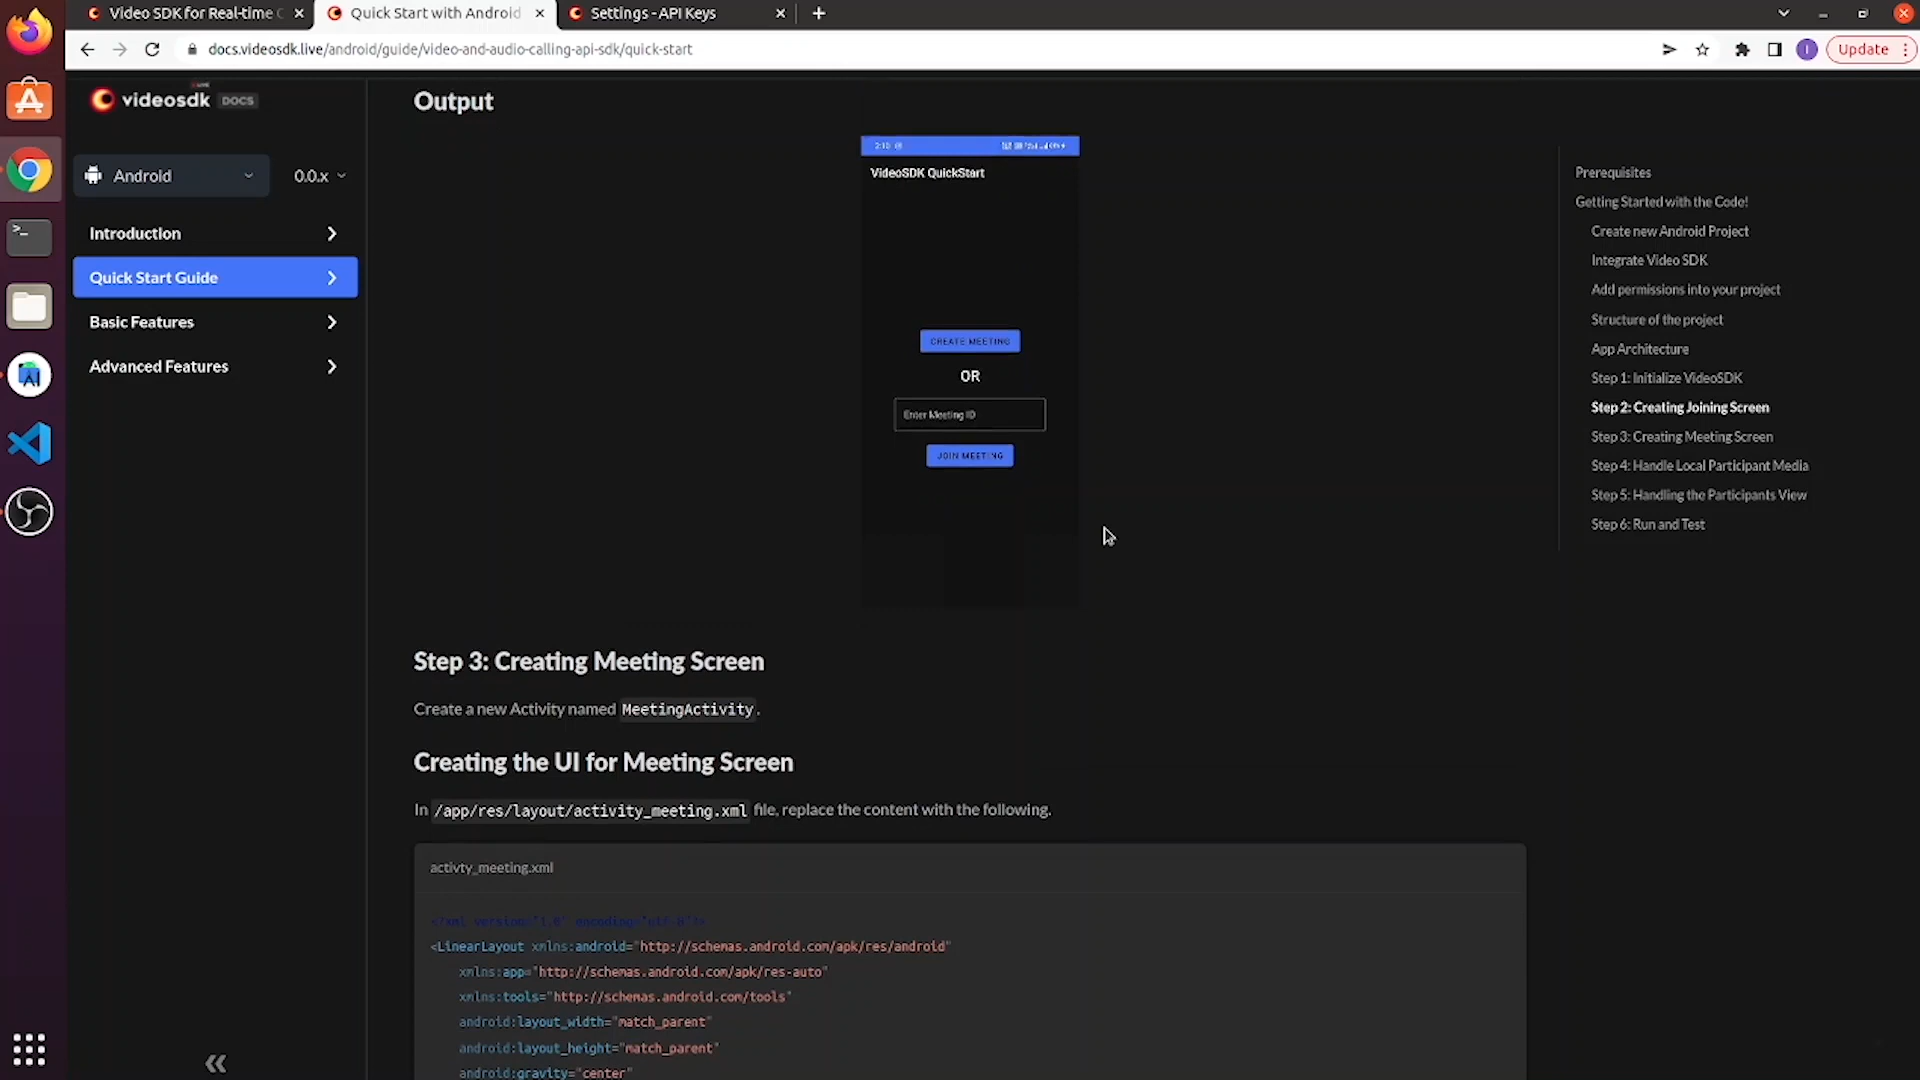 Video SDK for Real-time C
Quick Start with Android
Settings - API Keys
docs.videosdk.live/android/guide/video-and-audio-calling-api-sdk/quick-start
Update
videosdk
LIVE
DOCS
Android
0.0.x
Introduction
Quick Start Guide
Basic Features
Advanced Features
Output
VideoSDK QuickStart
CREATE MEETING
OR
Enter Meeting ID
JOIN MEETING
Step 3: Creating Meeting Screen
Create a new Activity named MeetingActivity.
Creating the UI for Meeting Screen
In /app/res/layout/activity_meeting.xml file, replace the content with the following.
activty_meeting.xml
<?xml version="1.0" encoding="utf-8"?>
<LinearLayout xmlns:android="http://schemas.android.com/apk/res/android"
xmlns:app="http://schemas.android.com/apk/res-auto"
xmlns:tools="http://schemas.android.com/tools"
android:layout_width="match_parent"
android:layout_height="match_parent"
android:gravity="center"
Prerequisites
Getting Started with the Code!
Create new Android Project
Integrate Video SDK
Add permissions into your project
Structure of the project
App Architecture
Step 1: Initialize VideoSDK
Step 2: Creating Joining Screen
Step 3: Creating Meeting Screen
Step 4: Handle Local Participant Media
Step 5: Handling the Participants View
Step 6: Run and Test